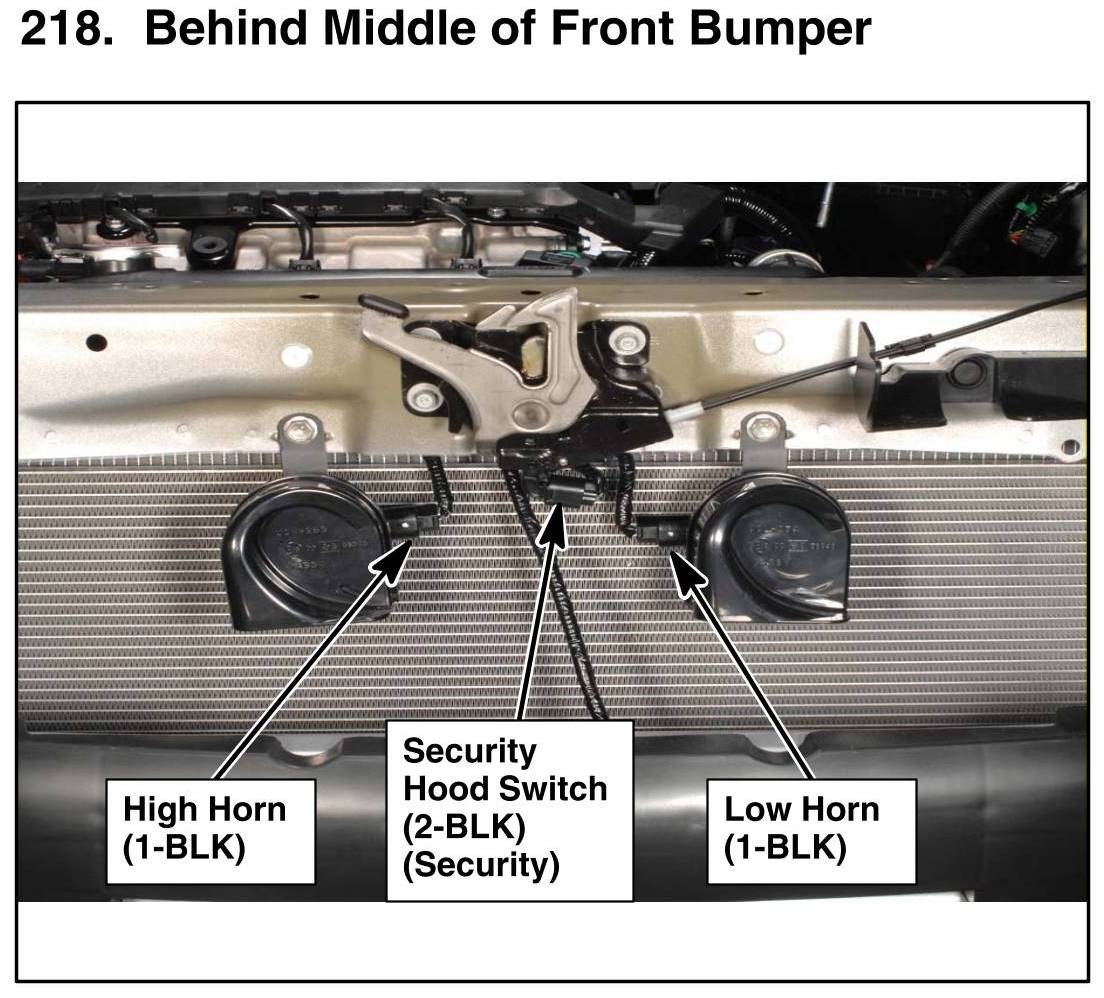 218. Behind Middle of Front Bumper
High Horn
(1-BLK)
Security
Hood Switch
(2-BLK)
(Security)
Low Horn
(1-BLK)